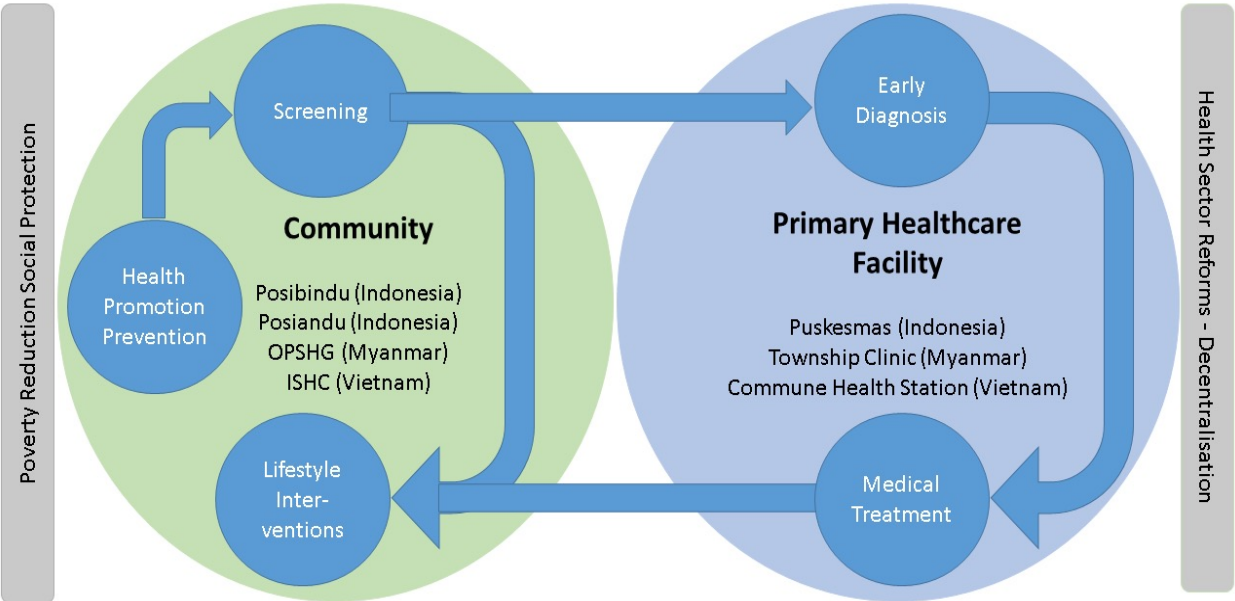 Poverty Reduction Social Protection
Screening
Health
Promotion
Prevention
Community
Posibindu (Indonesia)
Posiandu (Indonesia)
OPSHG (Myanmar)
ISHC (Vietnam)
Lifestyle
Inter-
ventions
Early
Diagnosis
Primary Healthcare
Facility
Puskesmas (Indonesia)
Township Clinic (Myanmar)
Commune Health Station (Vietnam)
Medical
Treatment
Health Sector Reforms - Decentralisation